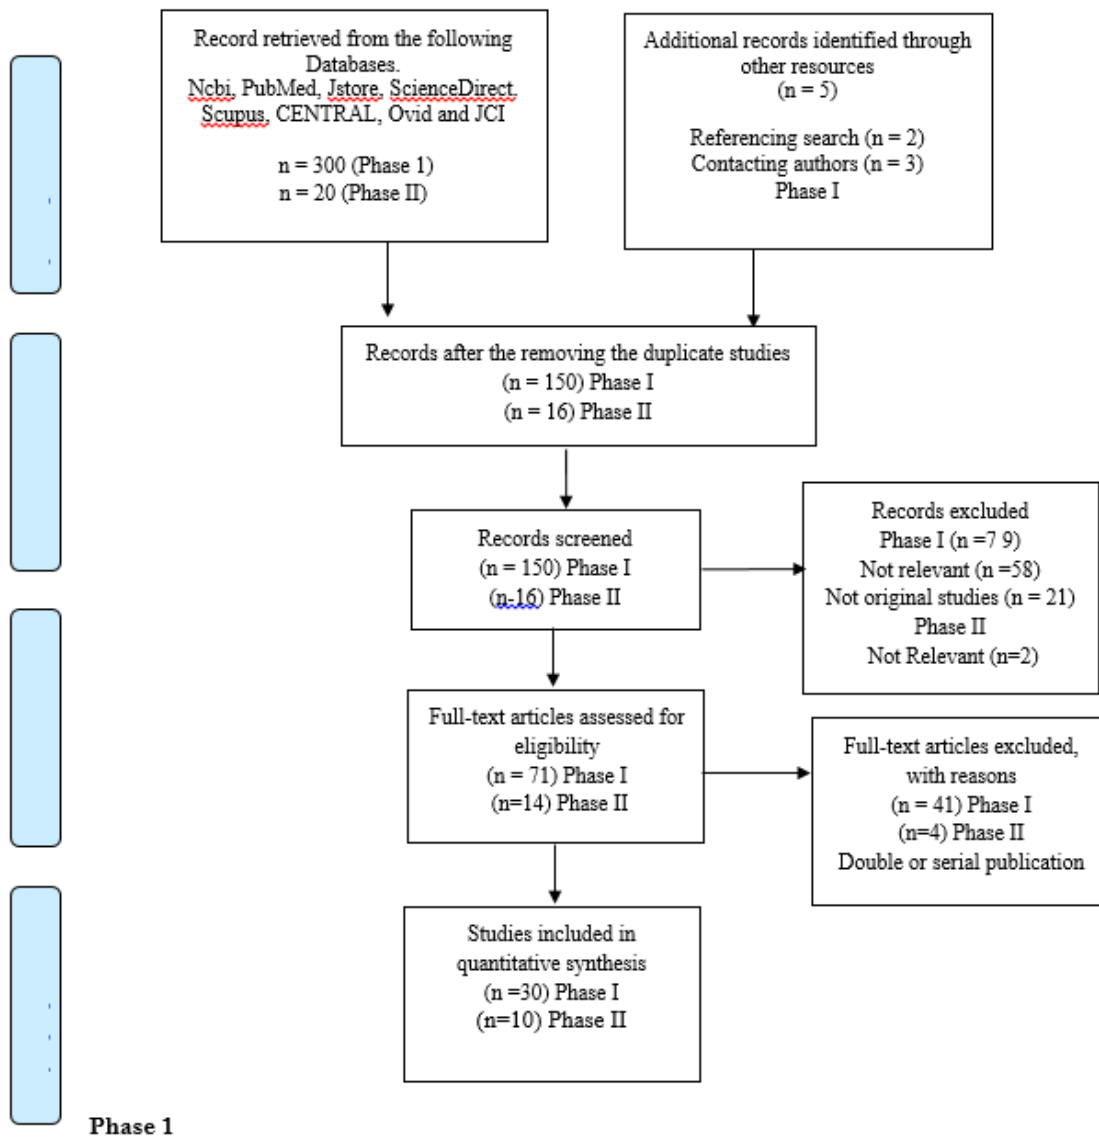 Record retrieved from the following
Databases.
Ncbi, PubMed, Jstore, ScienceDirect,
Scupus, CENTRAL, Ovid and JCI
n = 300 (Phase 1)
n = 20 (Phase II)
Additional records identified through
other resources
(n = 5)
Referencing search (n = 2)
Contacting authors (n = 3)
Phase I
Records after the removing the duplicate studies
(n = 150) Phase I
(n = 16) Phase II
Records screened
(n = 150) Phase I
(n-16) Phase II
Records excluded
Phase I (n =7 9)
Not relevant (n =58)
Not original studies (n = 21)
Phase II
Not Relevant (n=2)
Full-text articles assessed for
eligibility
(n = 71) Phase I
(n=14) Phase II
Full-text articles excluded,
with reasons
(n = 41) Phase I
(n=4) Phase II
Double or serial publication
Studies included in
quantitative synthesis
(n =30) Phase I
(n=10) Phase II
Phase 1